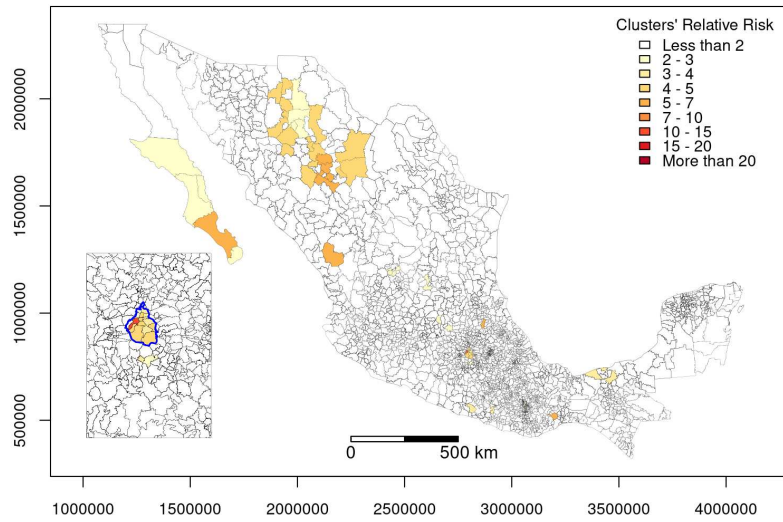 Clusters' Relative Risk
Less than 2
2 - 3
3 - 4
4 - 5
5 - 7
7 - 10
10 - 15
15 - 20
More than 20
2000000
1500000
1000000
500000
0 500 km
1000000 1500000 2000000 2500000 3000000 3500000 4000000